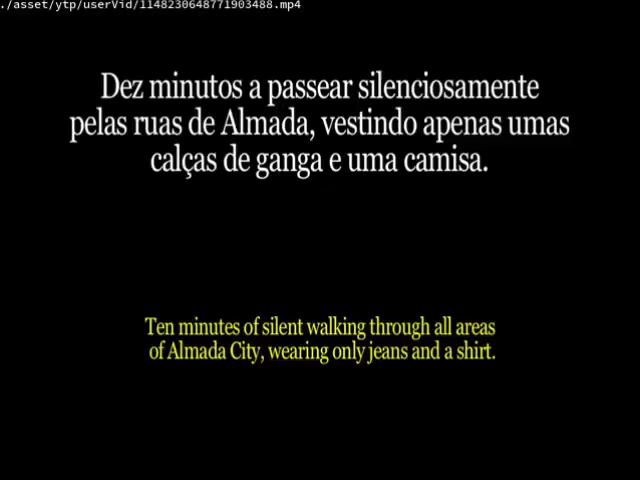 ./asset/ytp/userVid/1148230648771903488.mp4
Dez minutos a passear silenciosamente
pelas ruas de Almada, vestindo apenas umas
calças de ganga e uma camisa.
Ten minutes of silent walking through all areas
of Almada City, wearing only jeans and a shirt.